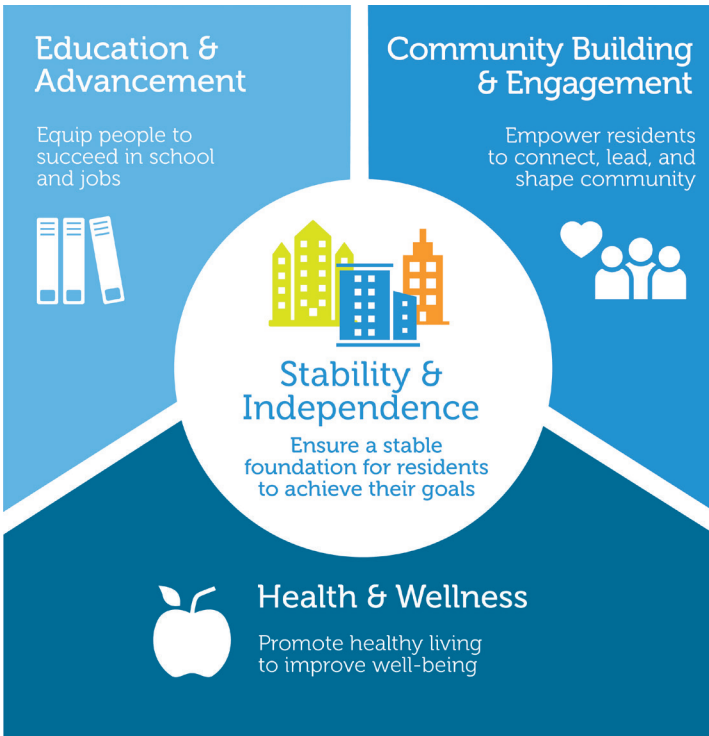 Education &
Advancement
Equip people to
succeed in school
and jobs
Community Building
& Engagement
Empower residents
to connect, lead, and
shape community
Stability &
Independence
Ensure a stable
foundation for residents
to achieve their goals
Health & Wellness
Promote healthy living
to improve well-being